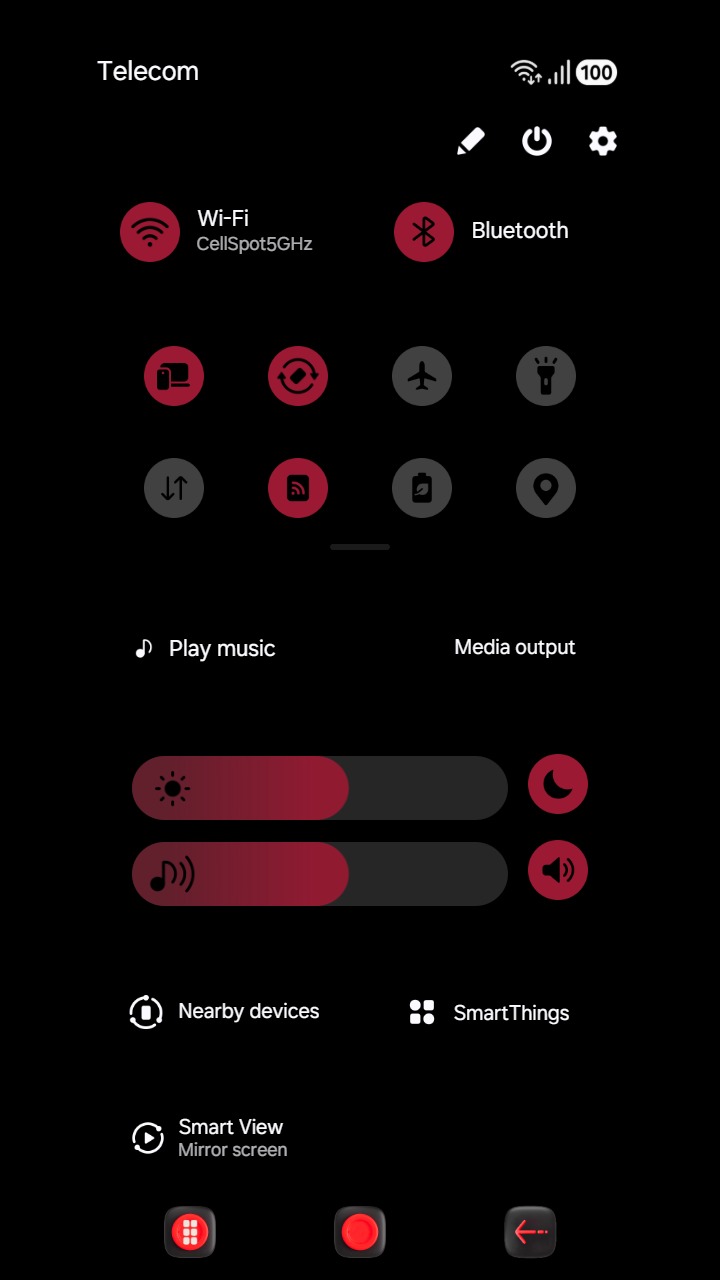 Telecom
100
Wi-Fi
CellSpot5GHz
Bluetooth
Play music
Media output
Nearby devices
SmartThings
Smart View
Mirror screen